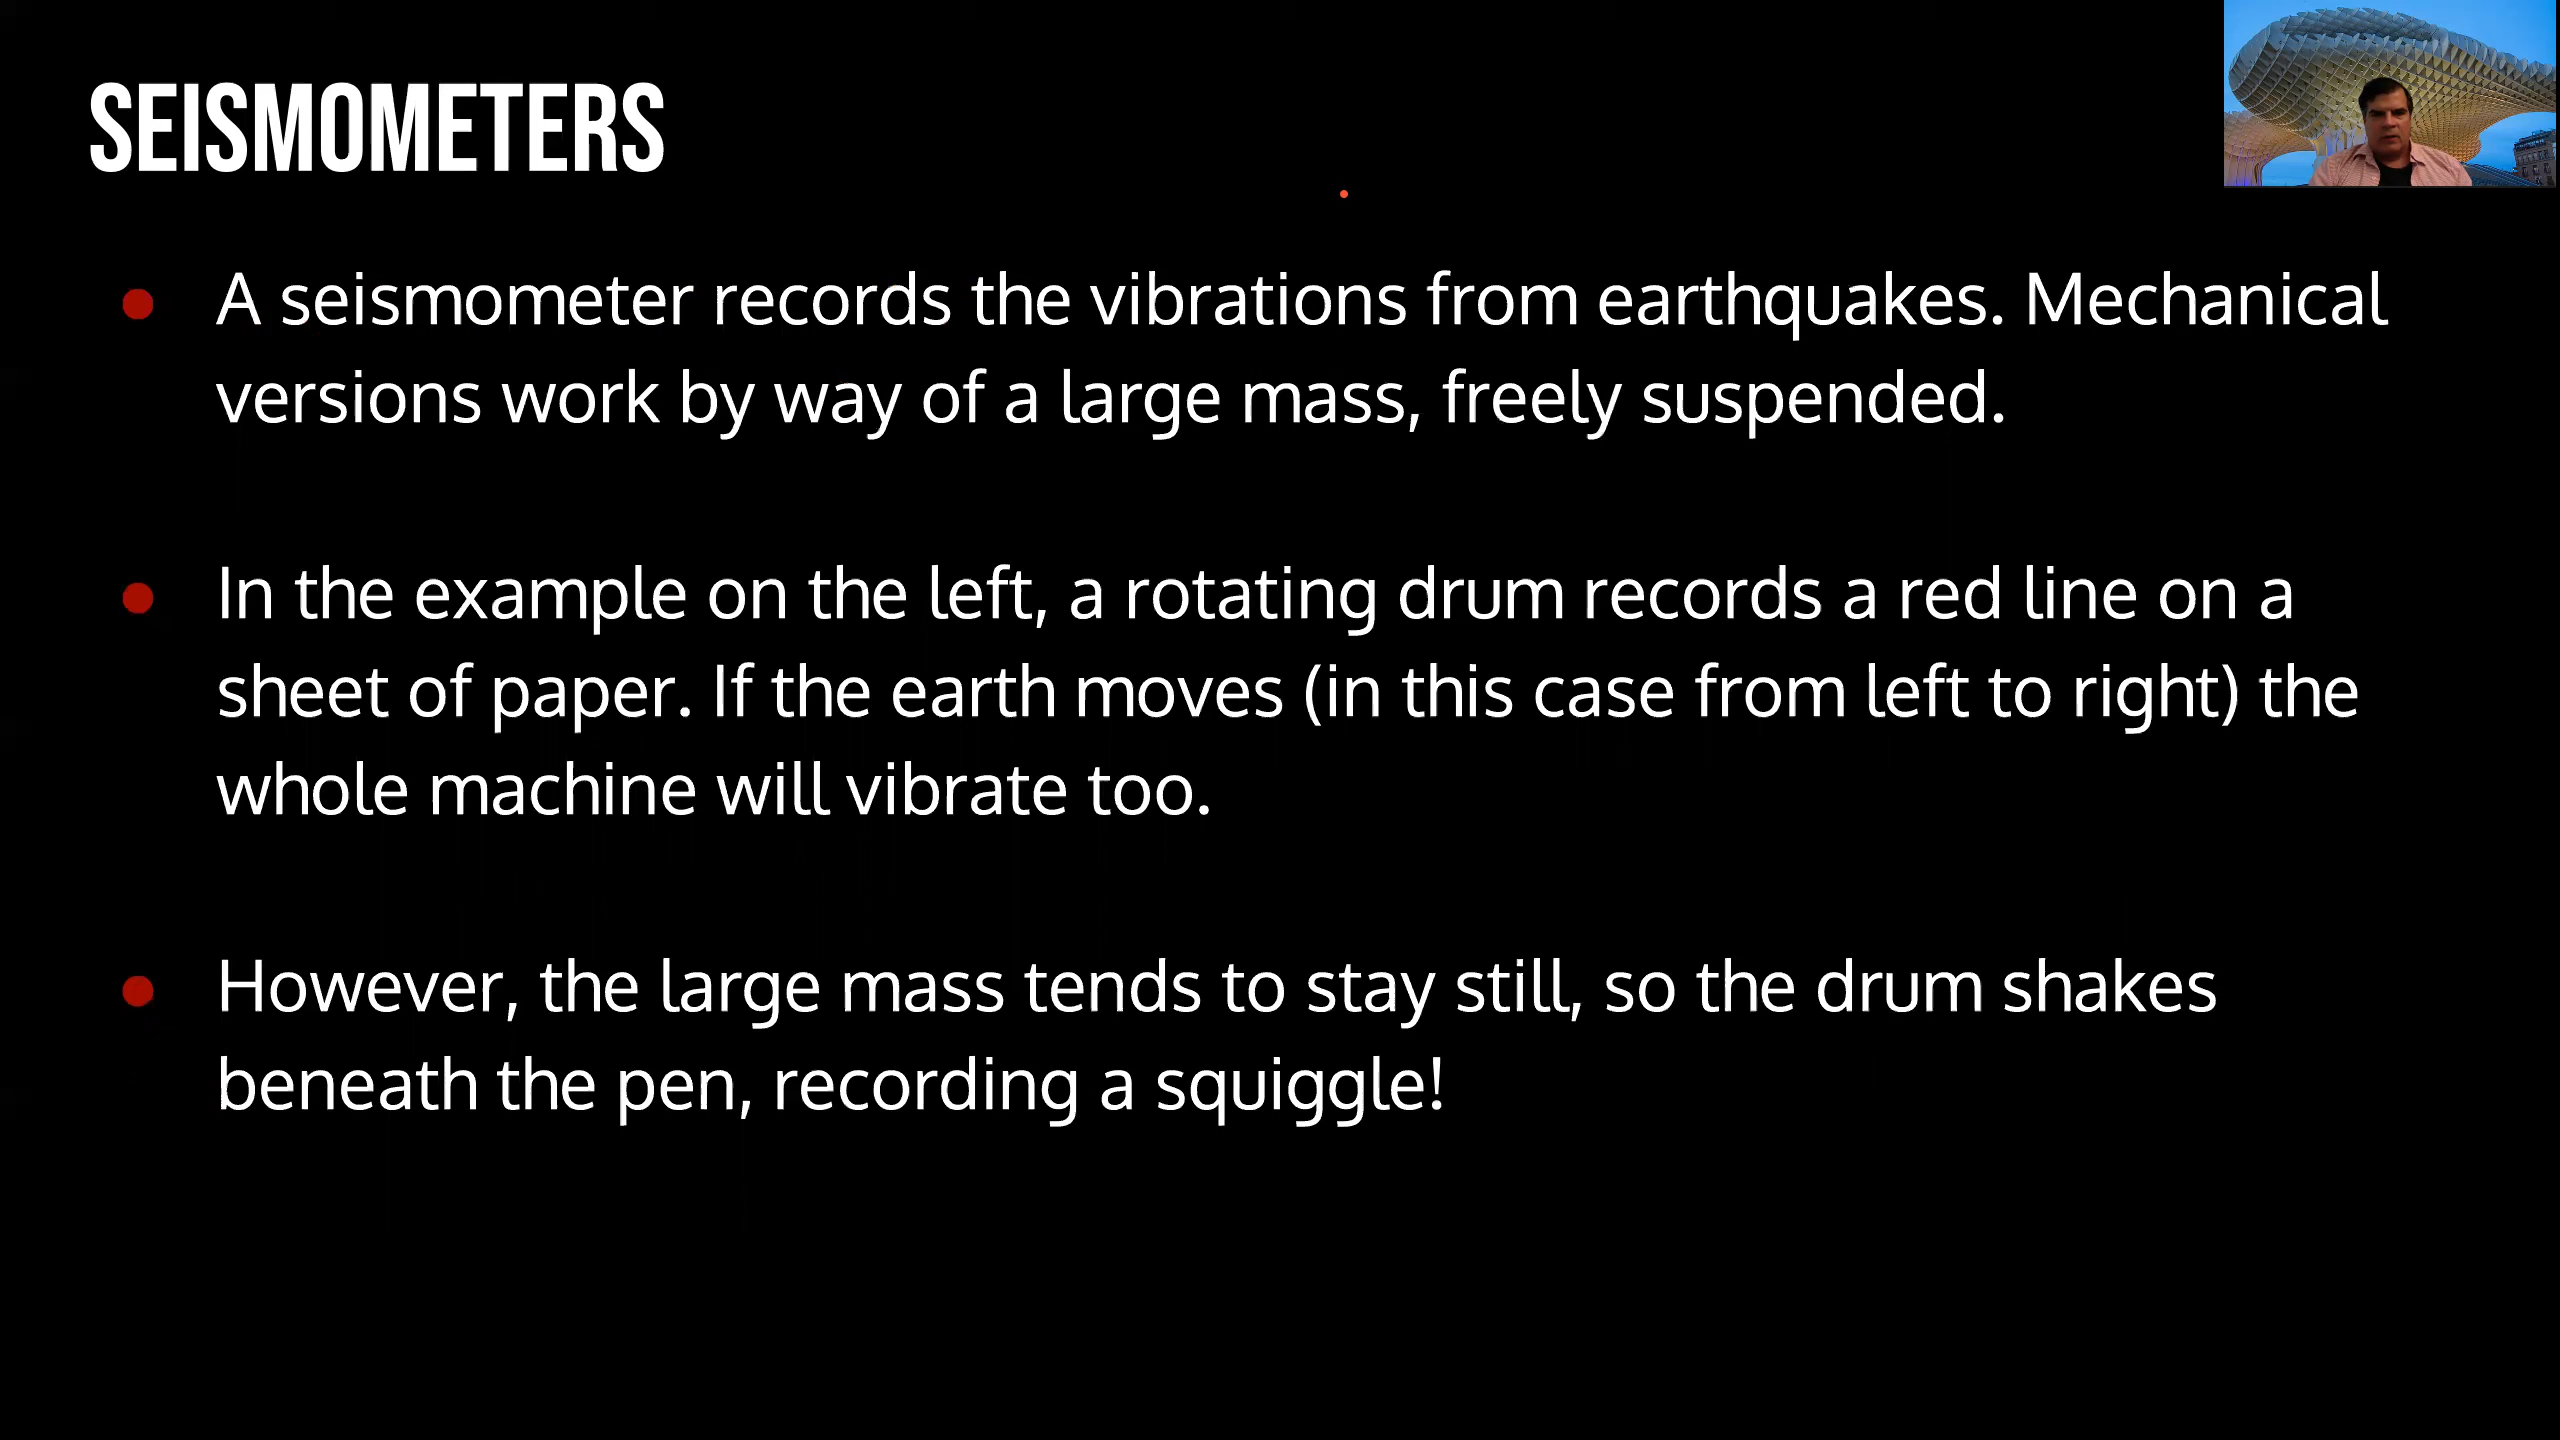 SEISMOMETERS
A seismometer records the vibrations from earthquakes. Mechanical
versions work by way of a large mass, freely suspended.
In the example on the left, a rotating drum records a red line on a
sheet of paper. If the earth moves (in this case from left to right) the
whole machine will vibrate too.
However, the large mass tends to stay still, so the drum shakes
beneath the pen, recording a squiggle!